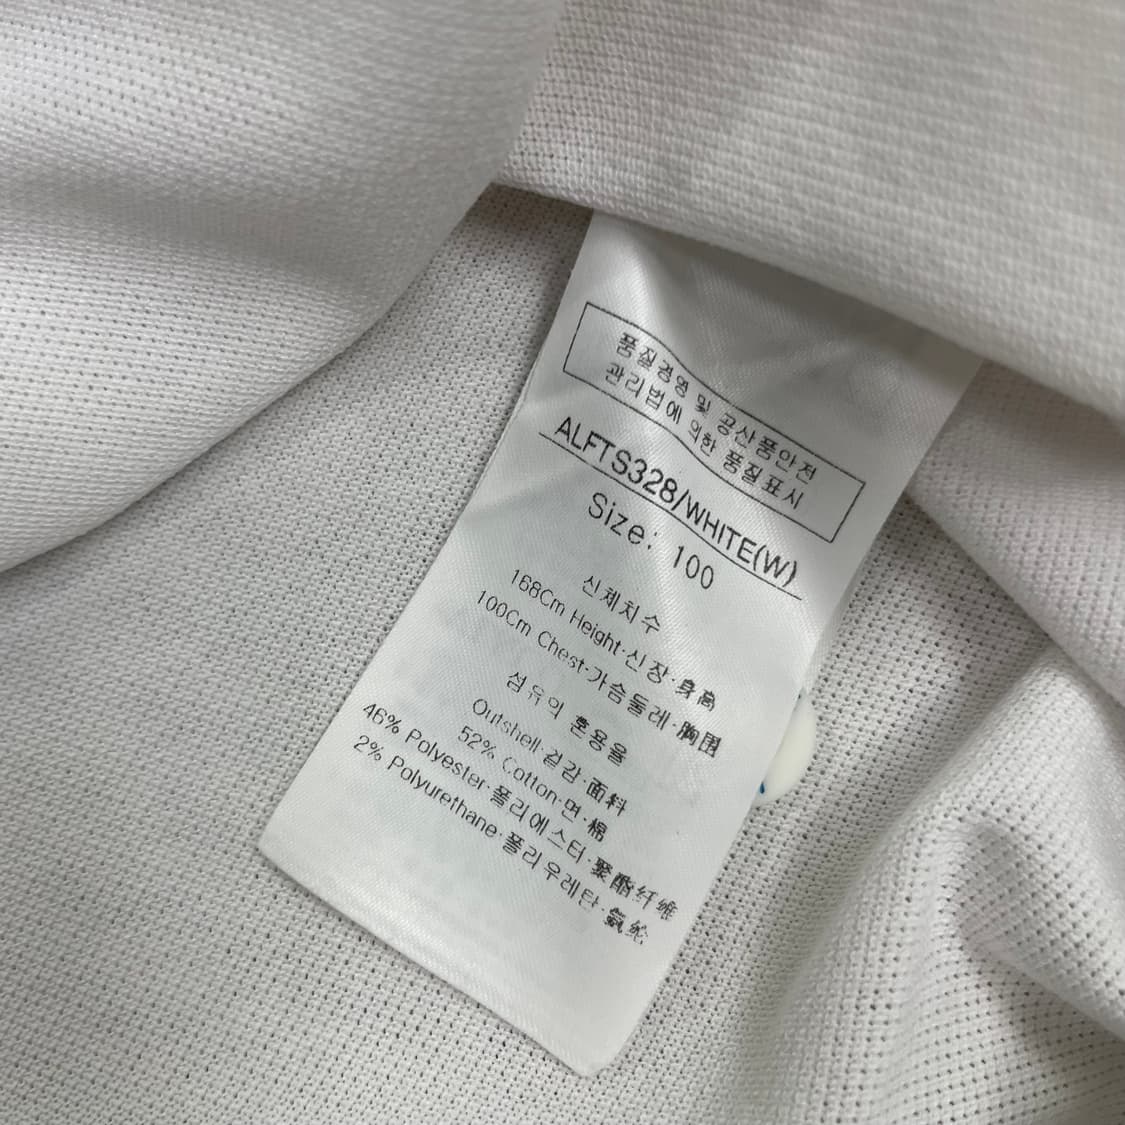 품질경영 및 공산품안전
관리법에 의한 품질표시
ALFTS328/WHITE(W)
Size: 100
신체치수
168Cm Height·신장·身高
100Cm Chest·가슴둘레·胸围
섬유의 혼용율
Outshell·겉감·面料
52% Cotton·면·棉
46% Polyester·폴리에스터·聚酯纤维
2% Polyurethane·폴리우레탄·氨纶